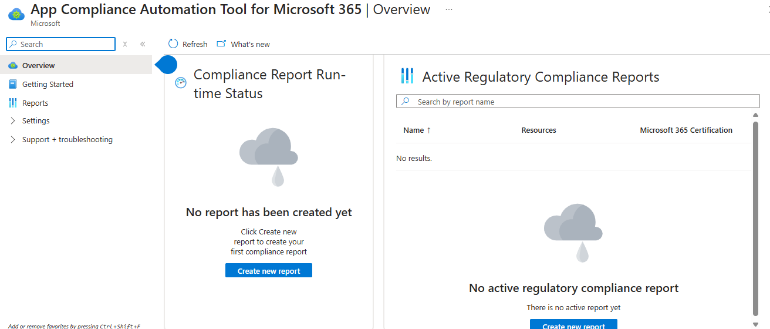 App Compliance Automation Tool for Microsoft 365 | Overview ...
Microsoft
Search
Refresh
What's new
Overview
Getting Started
Reports
Settings
Support + troubleshooting
Add or remove favorites by pressing Ctrl+Shift+F
Compliance Report Run-
time Status
No report has been created yet
Click Create new
report to create your
first compliance report
Create new report
Active Regulatory Compliance Reports
Search by report name
Name ↑ Resources Microsoft 365 Certification
No results.
No active regulatory compliance report
There is no active report yet
Create new report